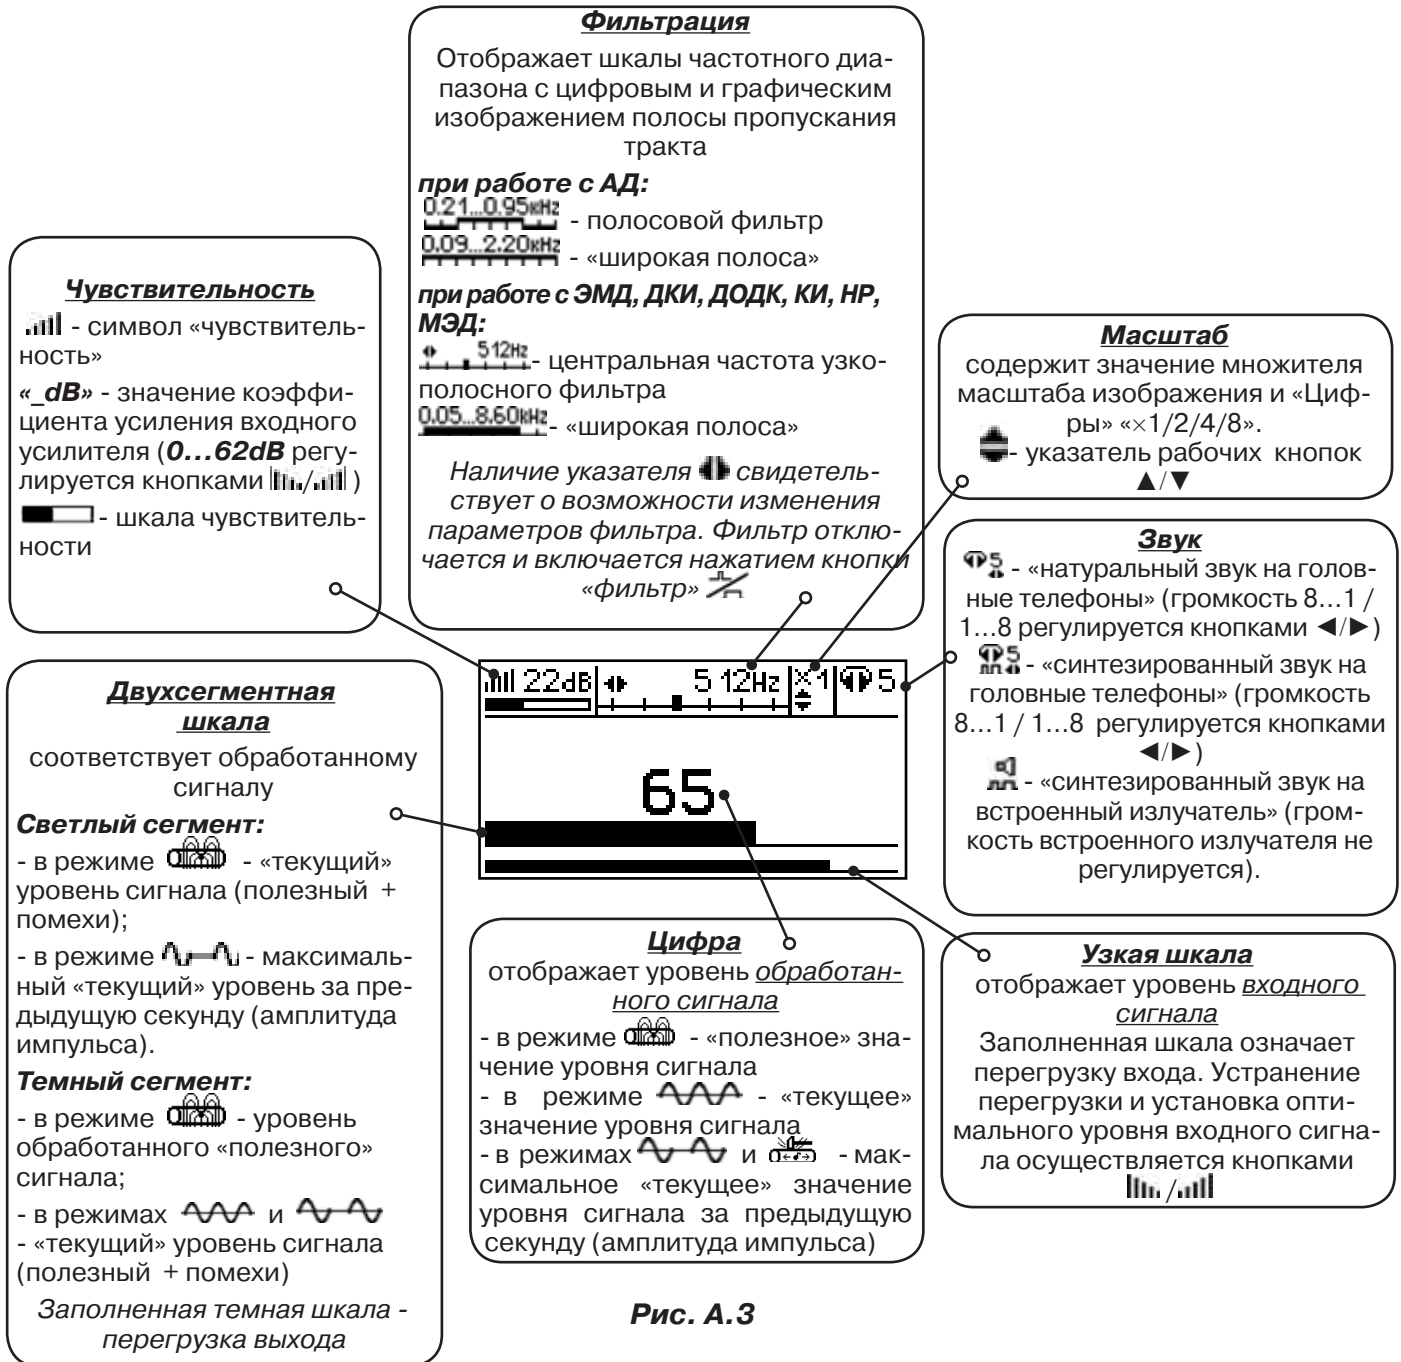 Фильтрация
Отображает шкалы частотного диа-
пазона с цифровым и графическим
изображением полосы пропускания
тракта
при работе с АД:
0.21...0.95кHz - полосовой фильтр
0.09...2.20кHz - «широкая полоса»
при работе с ЭМД, ДКИ, ДОДК, КИ, НР,
МЭД:
512Hz - центральная частота узко-
полосного фильтра
0.05...8.60кHz - «широкая полоса»
Наличие указателя свидетель-
ствует о возможности изменения
параметров фильтра. Фильтр отклю-
чается и включается нажатием кнопки
«фильтр»
Чувствительность
- символ «чувствитель-
ность»
«_dB» - значение коэффи-
циента усиления входного
усилителя (0...62dB регу-
лируется кнопками / )
- шкала чувствитель-
ности
Масштаб
содержит значение множителя
масштаба изображения и «Циф-
ры» «×1/2/4/8».
- указатель рабочих кнопок
▲/▼
Звук
5 - «натуральный звук на голов-
ные телефоны» (громкость 8...1 /
1...8 регулируется кнопками ◄/►)
5 - «синтезированный звук на
головные телефоны» (громкость
8...1 / 1...8 регулируется кнопками
◄/►)
- «синтезированный звук на
встроенный излучатель» (гром-
кость встроенного излучателя не
регулируется).
22dB 512Hz ×1 5
65
Двухсегментная
шкала
соответствует обработанному
сигналу
Светлый сегмент:
- в режиме - «текущий»
уровень сигнала (полезный +
помехи);
- в режиме - максималь-
ный «текущий» уровень за пре-
дыдущую секунду (амплитуда
импульса).
Темный сегмент:
- в режиме - уровень
обработанного «полезного»
сигнала;
- в режимах и
- «текущий» уровень сигнала
(полезный + помехи)
Заполненная темная шкала -
перегрузка выхода
Цифра
отображает уровень обработан-
ного сигнала
- в режиме - «полезное» зна-
чение уровня сигнала
- в режиме - «текущее»
значение уровня сигнала
- в режимах и - мак-
симальное «текущее» значение
уровня сигнала за предыдущую
секунду (амплитуда импульса)
Узкая шкала
отображает уровень входного
сигнала
Заполненная шкала означает
перегрузку входа. Устранение
перегрузки и установка опти-
мального уровня входного сигна-
ла осуществляется кнопками
/
Рис. А.3